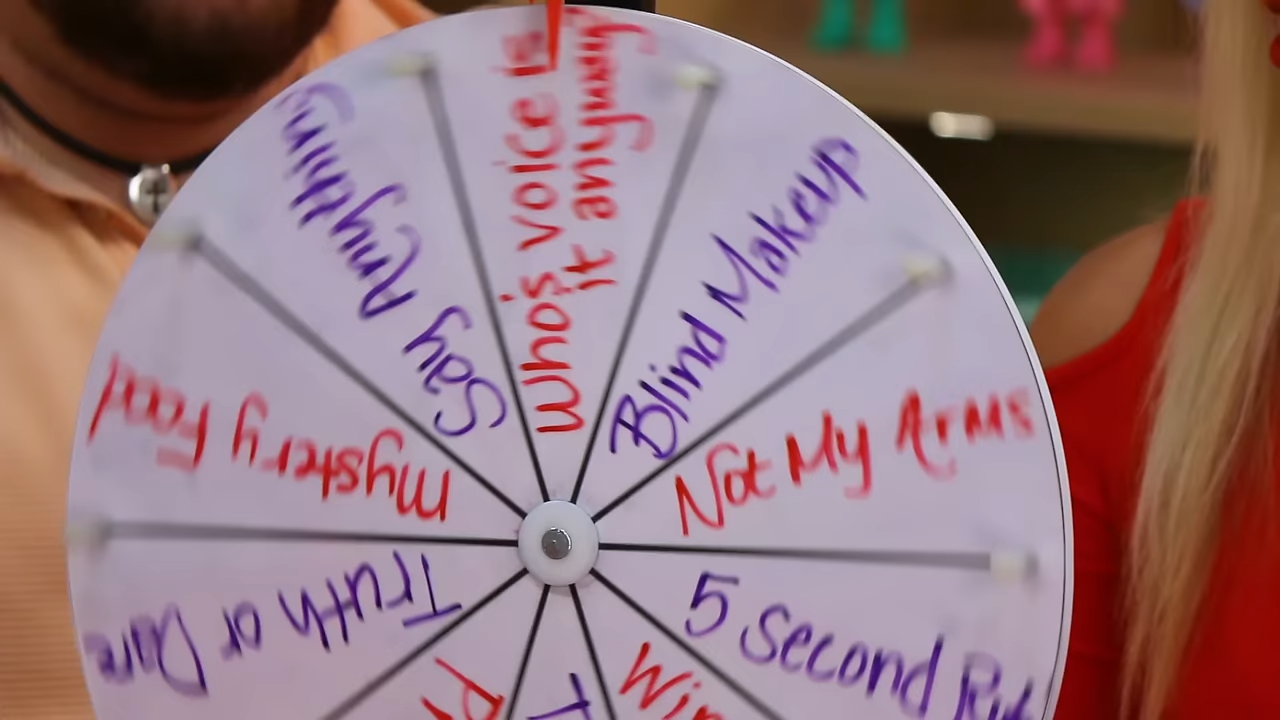 Who's voice is
it anyway
Blind Makeup
Not My Arms
5 Second
Truth or Dare
Mystery Food
Say Anything